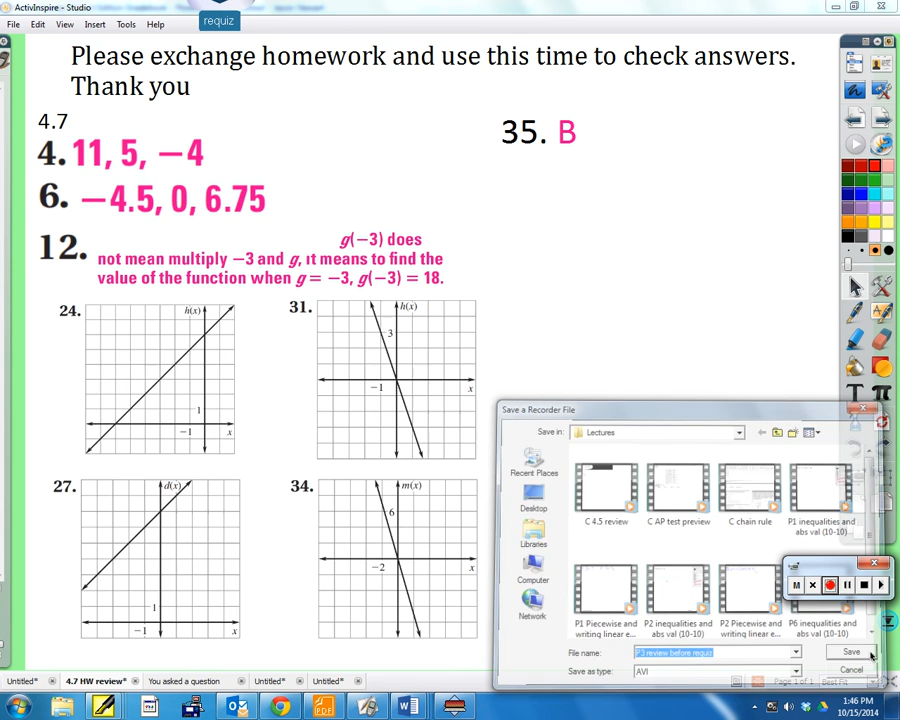 ActivInspire - Studio
requiz
File Edit View Insert Tools Help
Please exchange homework and use this time to check answers.
Thank you
4.7
4. 11, 5, −4
35. B
6. −4.5, 0, 6.75
12. g(−3) does
not mean multiply −3 and g, it means to find the
value of the function when g = −3, g(−3) = 18.
24. h(x)
1
−1 x
31. h(x)
3
−1 x
27. d(x)
1
−1 x
34. m(x)
6
−2 x
Save a Recorder File
Save in: Lectures
Recent Places
Desktop
Libraries
Computer
Network
C 4.5 review
C AP test preview
C chain rule
P1 inequalities and
abs val (10-10)
P1 Piecewise and
writing linear e...
P2 inequalities and
abs val (10-10)
P2 Piecewise and
writing linear e...
P6 inequalities and
abs val (10-10)
File name: P3 review before requiz
Save
Save as type: AVI
Cancel
M
Page 1 of 1 Best Fit
Untitled* 4.7 HW review* You asked a question Untitled* Untitled*
1:46 PM
10/15/2014